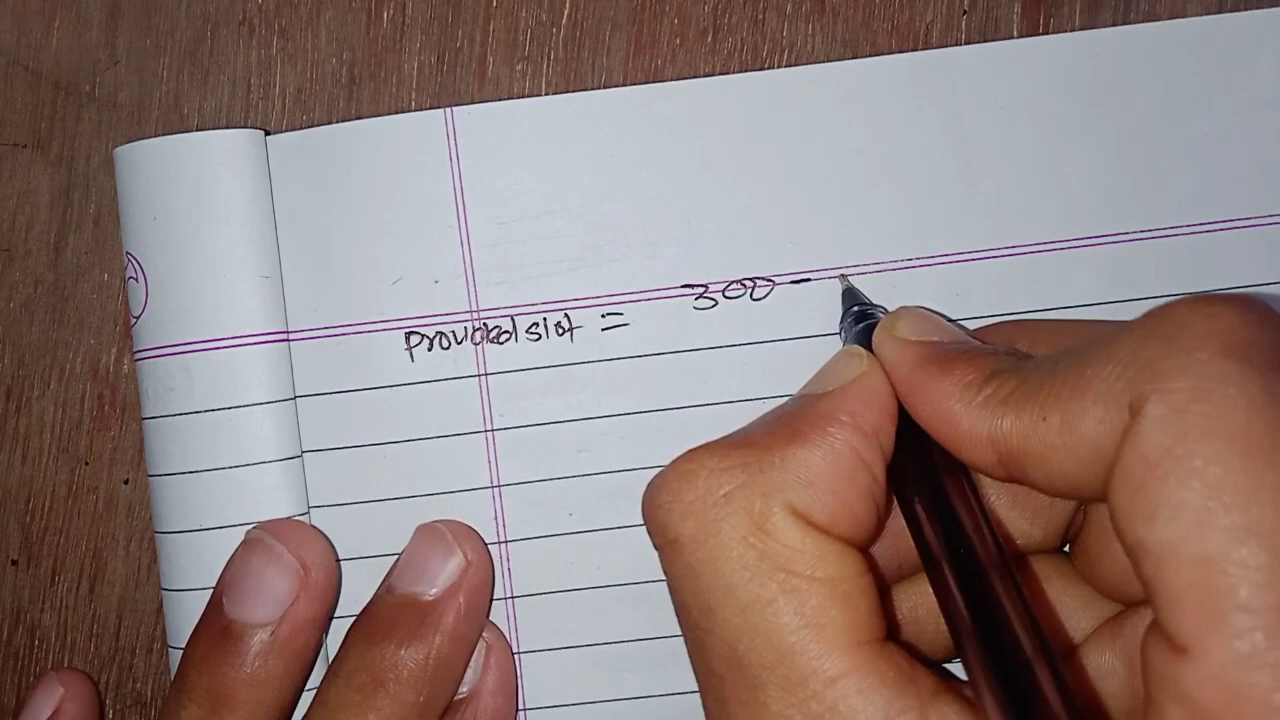 Provided slot = 300 -